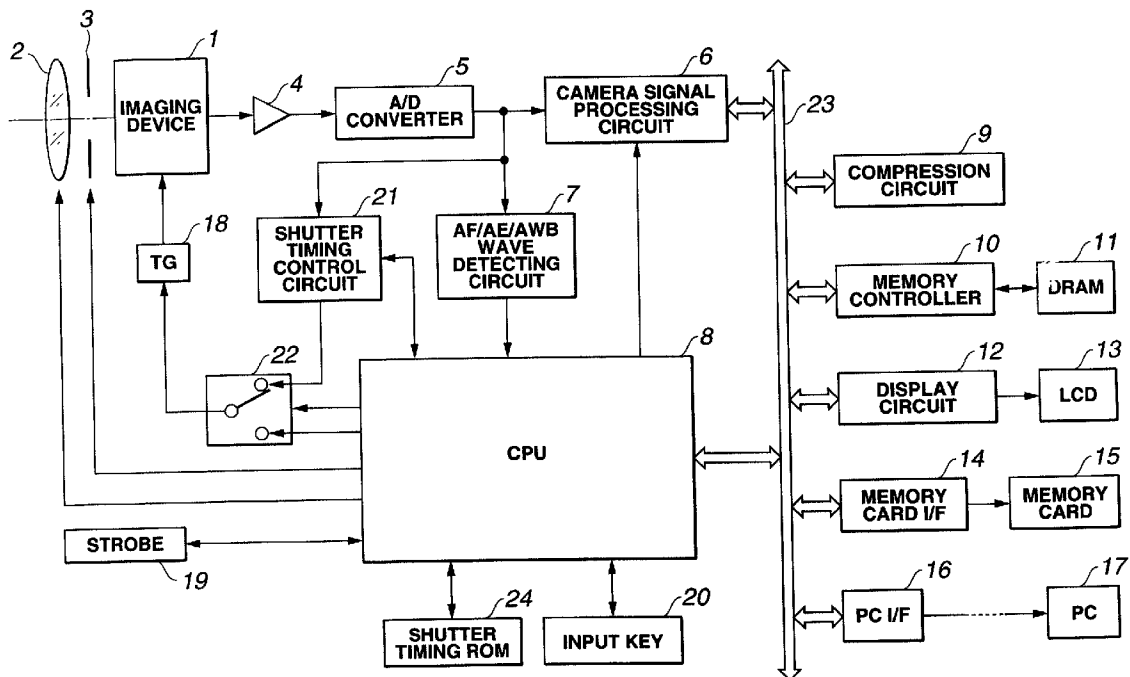 3
2
1
IMAGING
DEVICE
4
5
A/D
CONVERTER
6
CAMERA SIGNAL
PROCESSING
CIRCUIT
23
9
COMPRESSION
CIRCUIT
18
TG
21
SHUTTER
TIMING
CONTROL
CIRCUIT
7
AF/AE/AWB
WAVE
DETECTING
CIRCUIT
10
MEMORY
CONTROLLER
11
DRAM
22
8
CPU
12
DISPLAY
CIRCUIT
13
LCD
14
MEMORY
CARD I/F
15
MEMORY
CARD
STROBE
19
24
SHUTTER
TIMING ROM
20
INPUT KEY
16
PC I/F
17
PC